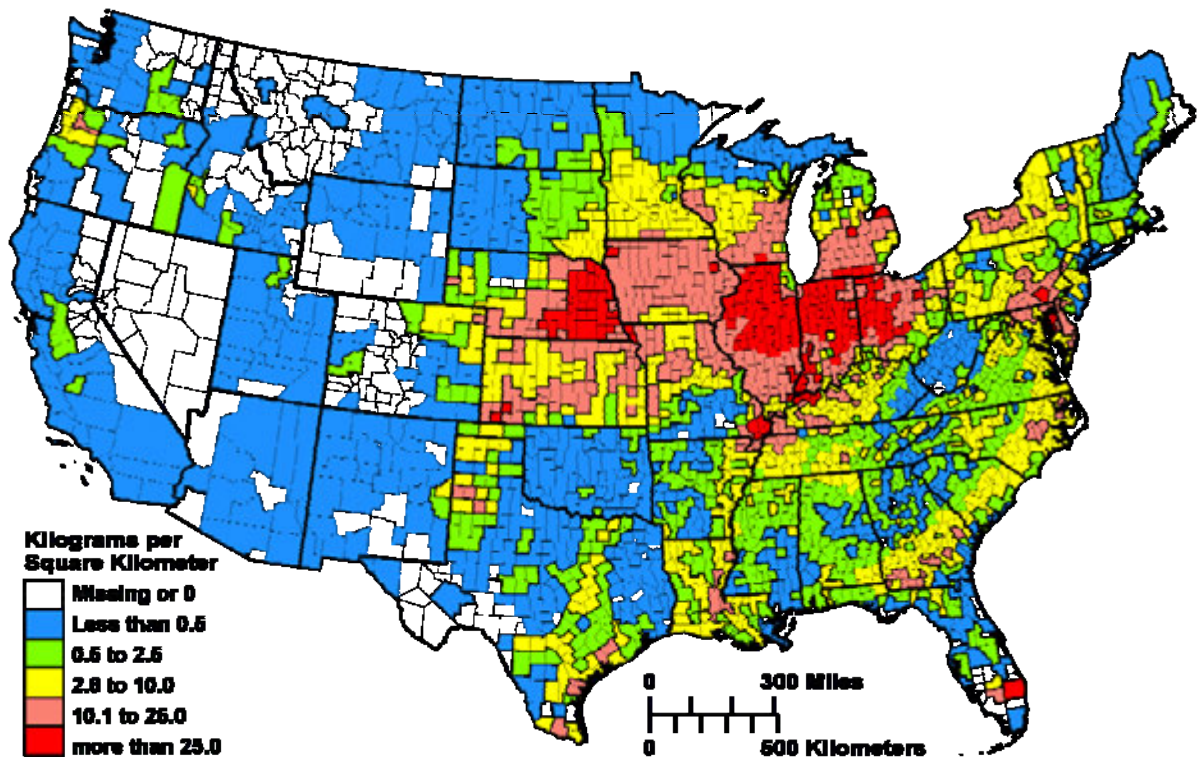 Kilograms per
Square Kilometer
Missing or 0
Less than 0.5
0.5 to 2.5
2.6 to 10.0
10.1 to 25.0
more than 25.0
0 300 Miles
0 500 Kilometers